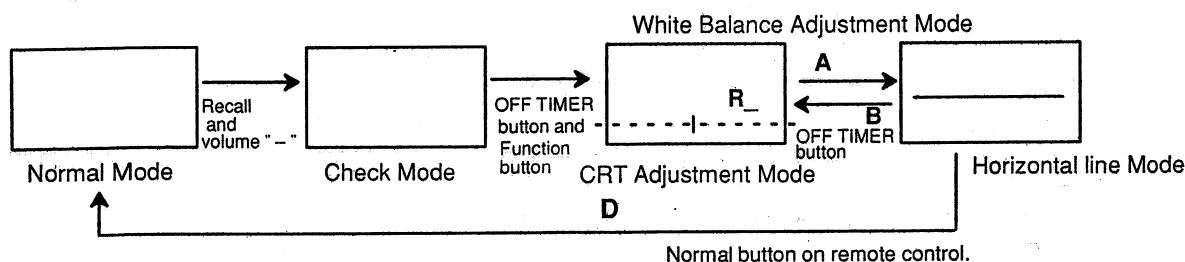 White Balance Adjustment Mode
Recall
and
volume " – "
OFF TIMER
button and
Function
button
R_
A
B
OFF TIMER
button
Normal Mode
Check Mode
CRT Adjustment Mode
Horizontal line Mode
D
Normal button on remote control.